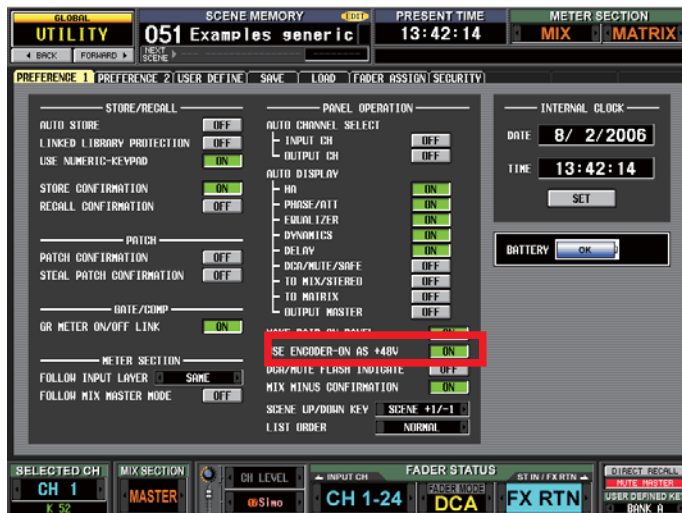 GLOBAL
UTILITY
BACK
FORWARD
SCENE MEMORY
EDIT
051 Examples generic
NEXT SCENE
PRESENT TIME
13:42:14
METER SECTION
MIX
MATRIX
PREFERENCE 1
PREFERENCE 2
USER DEFINE
SAVE
LOAD
FADER ASSIGN
SECURITY
STORE/RECALL
AUTO STORE OFF
LINKED LIBRARY PROTECTION OFF
USE NUMERIC-KEYPAD ON
STORE CONFIRMATION ON
RECALL CONFIRMATION OFF
PATCH
PATCH CONFIRMATION OFF
STEAL PATCH CONFIRMATION OFF
GATE/COMP
GR METER ON/OFF LINK ON
METER SECTION
FOLLOW INPUT LAYER SAME
FOLLOW MIX MASTER MODE OFF
PANEL OPERATION
AUTO CHANNEL SELECT
INPUT CH OFF
OUTPUT CH OFF
AUTO DISPLAY
HA ON
PHASE/ATT ON
EQUALIZER ON
DYNAMICS ON
DELAY ON
DCA/MUTE/SAFE OFF
TO MIX/STEREO OFF
TO MATRIX OFF
OUTPUT MASTER OFF
PAIR ON PANEL ON
USE ENCODER-ON AS +48V ON
DCA/MUTE FLASH INDICATE OFF
MIX MINUS CONFIRMATION ON
SCENE UP/DOWN KEY SCENE +1/-1
LIST ORDER NORMAL
INTERNAL CLOCK
DATE 8/ 2/2006
TIME 13:42:14
SET
BATTERY OK
SELECTED CH
CH 1
K 52
MIX SECTION
MASTER
CH LEVEL
INPUT CH
CH 1-24
FADER STATUS
FADER MODE
DCA
ST IN / FX RTN
FX RTN
DIRECT RECALL
MUTE MASTER
USER DEFINED KEY
BANK A